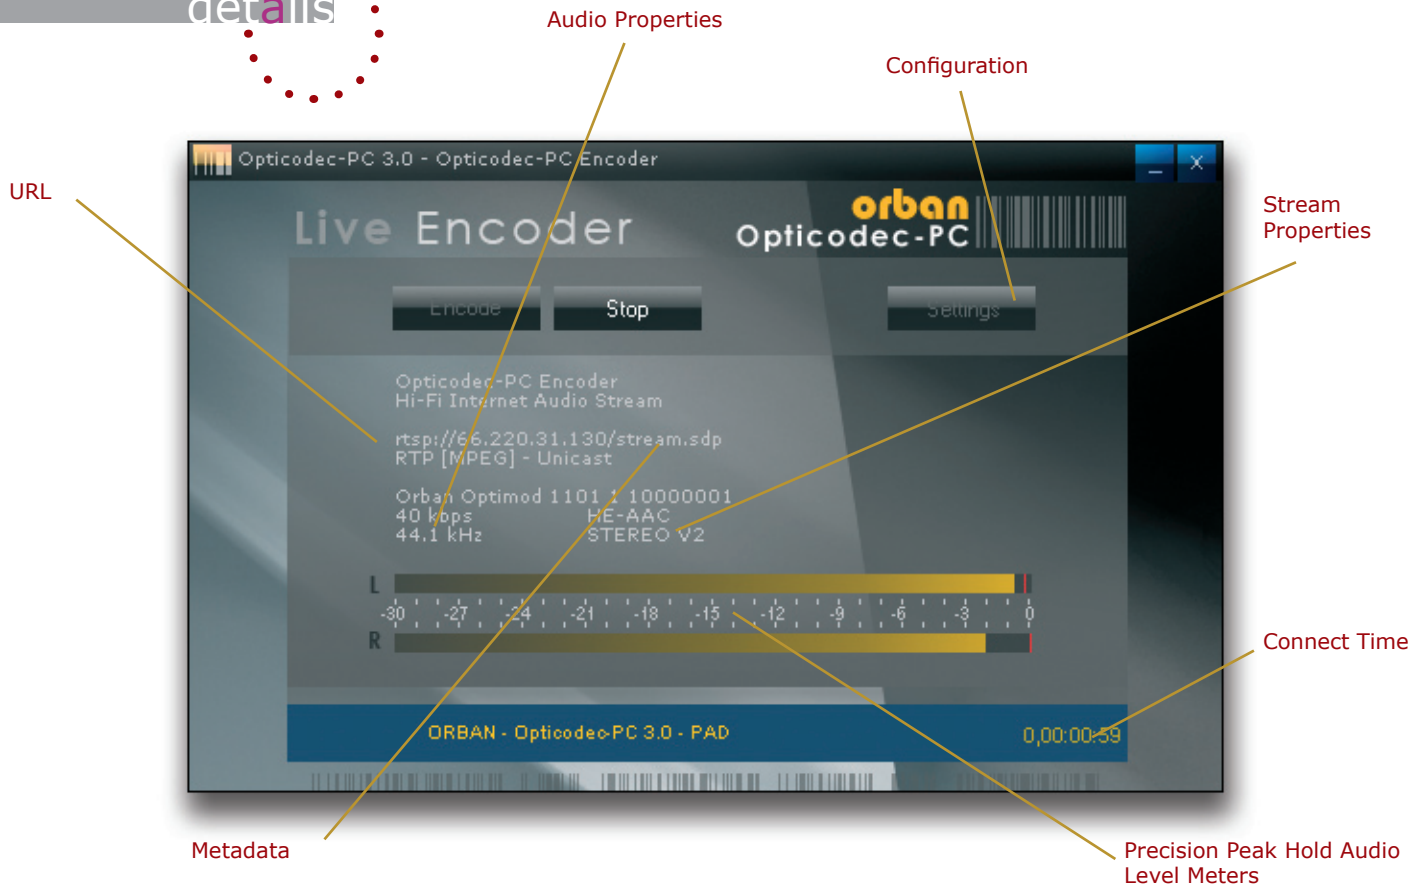 details
Audio Properties
Configuration
URL
Stream
Properties
Opticodec-PC 3.0 - Opticodec-PC Encoder
Live Encoder
orban
Opticodec-PC
Encode
Stop
Settings
Opticodec-PC Encoder
Hi-Fi Internet Audio Stream
rtsp://66.220.31.130/stream.sdp
RTP [MPEG] - Unicast
Orban Optimod 1101 1 10000001
40 kbps HE-AAC
44.1 kHz STEREO V2
L
-30 -27 -24 -21 -18 -15 -12 -9 -6 -3 0
R
Connect Time
ORBAN - Opticodec-PC 3.0 - PAD
0,00:00:59
Metadata
Precision Peak Hold Audio
Level Meters